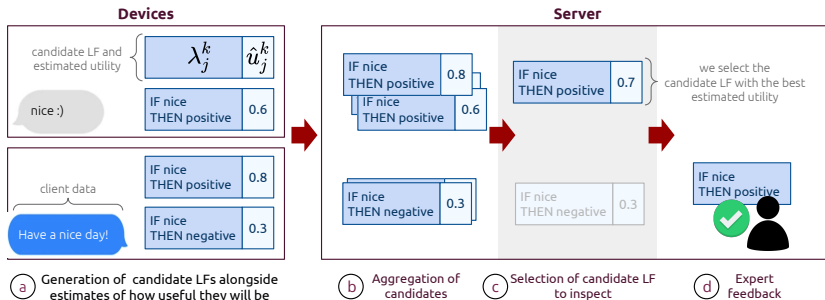 Devices
Server
candidate LF and
estimated utility
λ_j^k
û_j^k
nice :)
IF nice
THEN positive
0.6
client data
Have a nice day!
IF nice
THEN positive
0.8
IF nice
THEN negative
0.3
IF nice
THEN positive
0.8
IF nice
THEN positive
0.6
IF nice
THEN negative
0.3
IF nice
THEN positive
0.7
IF nice
THEN negative
0.3
we select the
candidate LF with the best
estimated utility
IF nice
THEN positive
a
Generation of candidate LFs alongside
estimates of how useful they will be
b
Aggregation of
candidates
c
Selection of candidate LF
to inspect
d
Expert
feedback